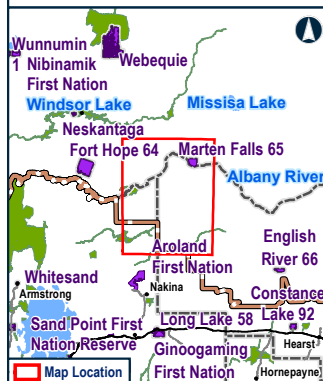 Wunnumin
1 Nibinamik
First Nation
Webequie
Windsor Lake
Missisa Lake
Neskantaga
Fort Hope 64
Marten Falls 65
Albany River
English
River 66
Aroland
First Nation
Whitesand
Armstrong
Nakina
Constance
Lake 92
Sand Point First
Nation Reserve
Long Lake 58
Hearst
Ginoogaming
First Nation
Hornepayne
Map Location